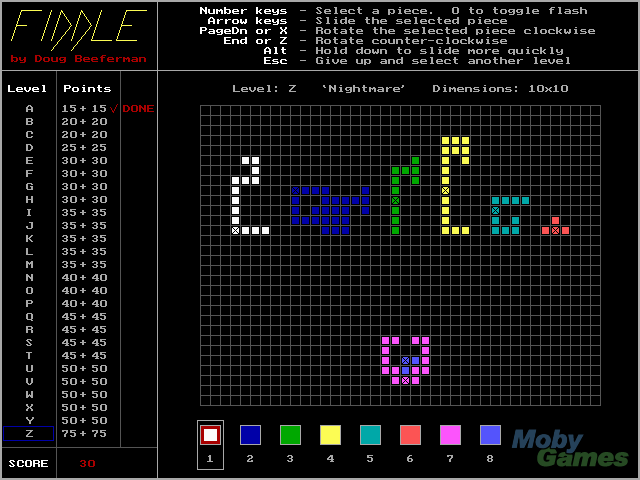 FIDDLE
by Doug Beeferman
Number keys - Select a piece. 0 to toggle flash
Arrow keys - Slide the selected piece
PageDn or X - Rotate the selected piece clockwise
End or Z - Rotate counter-clockwise
Alt - Hold down to slide more quickly
Esc - Give up and select another level
Level Points
A 15+15√DONE
B 20+20
C 20+20
D 25+25
E 30+30
F 30+30
G 30+30
H 30+30
I 35+35
J 35+35
K 35+35
L 35+35
M 35+35
N 40+40
O 40+40
P 40+40
Q 45+45
R 45+45
S 45+45
T 45+45
U 50+50
V 50+50
W 50+50
X 50+50
Y 50+50
Z 75+75
SCORE 30
Level: Z 'Nightmare' Dimensions: 10x10
1 2 3 4 5 6 7 8
Moby Games